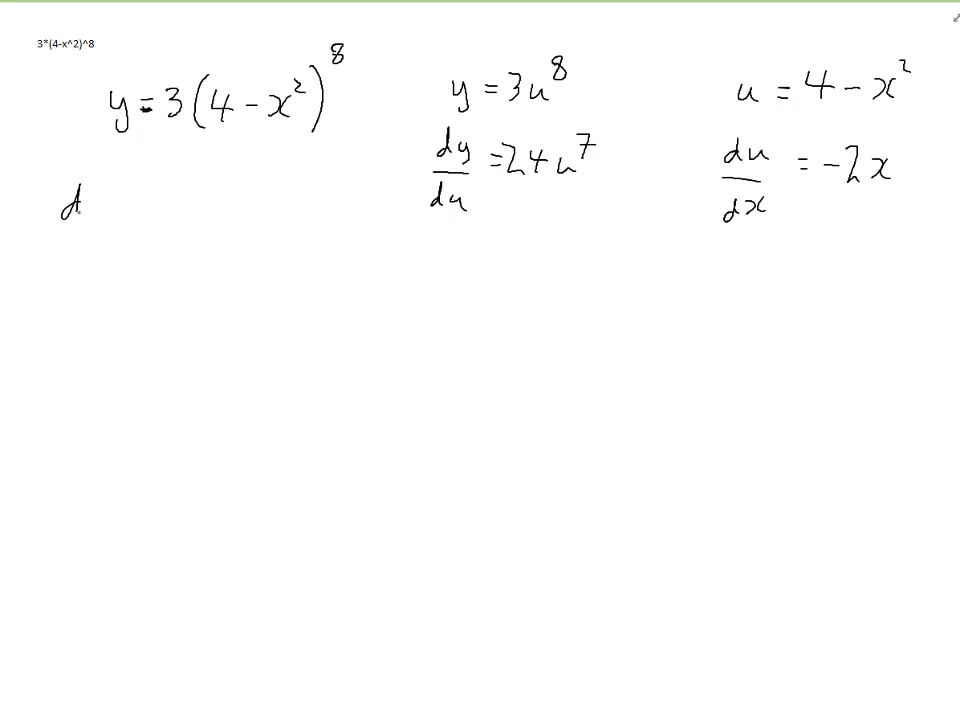 3*(4-x^2)^8
y = 3(4 - x²)⁸
y = 3u⁸
u = 4 - x²
dy/du = 24u⁷
du/dx = -2x
d